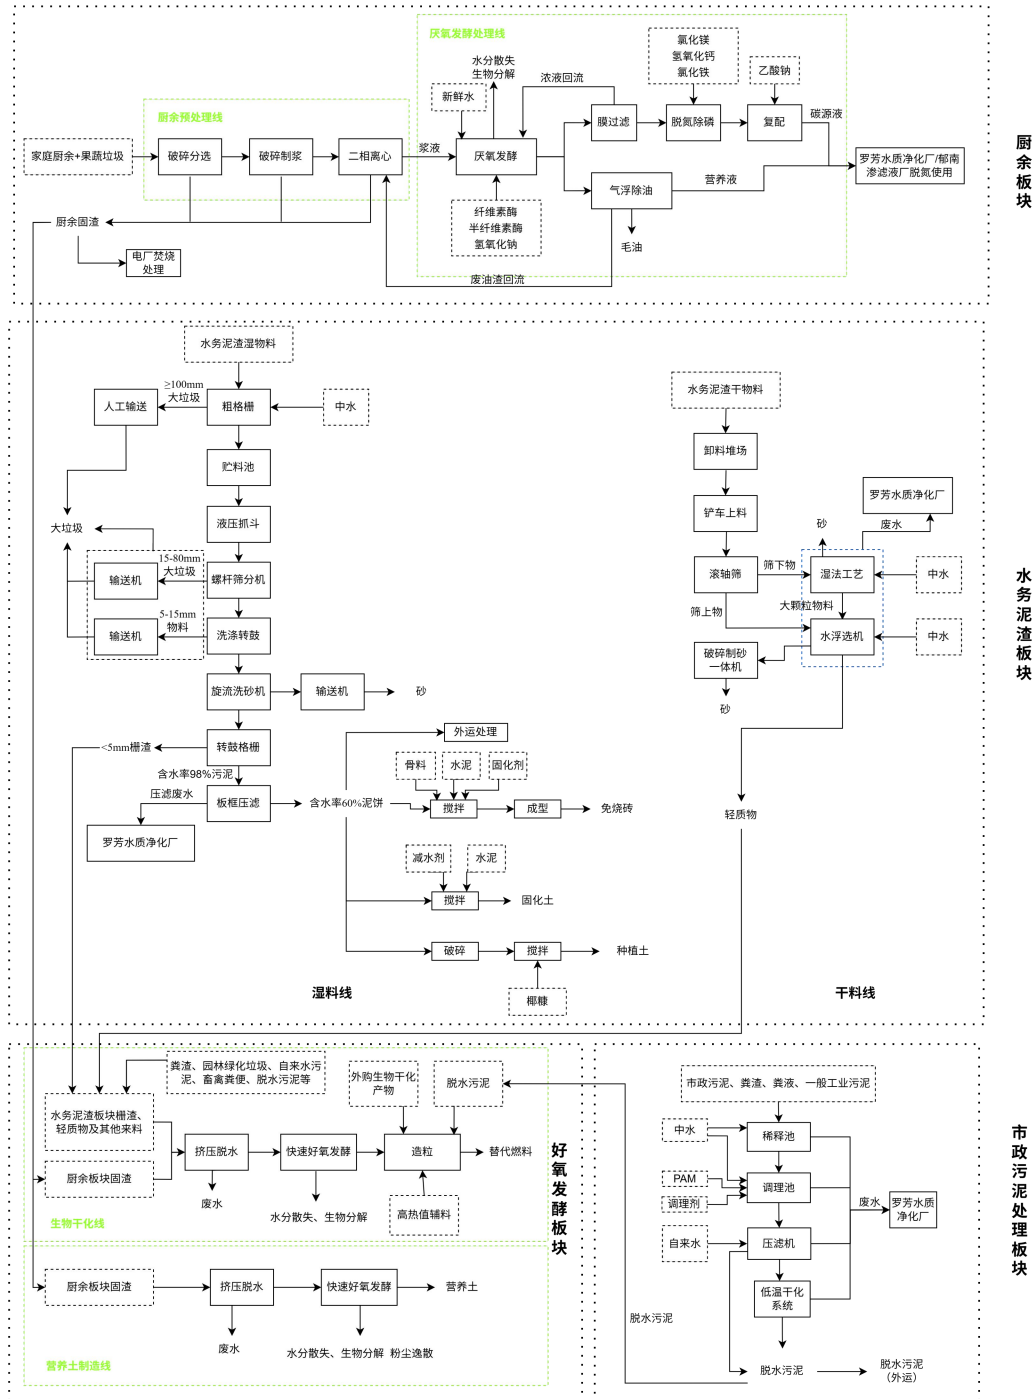 厌氧发酵处理线
氯化镁
氢氧化钙
氯化铁
水分散失
生物分解
浓液回流
乙酸钠
新鲜水
碳源液
厨余预处理线
膜过滤
脱氮除磷
复配
家庭厨余+果蔬垃圾
破碎分选
破碎制浆
二相离心
浆液
厌氧发酵
罗芳水质净化厂/郁南
渗滤液厂脱氮使用
气浮除油
营养液
纤维素酶
半纤维素酶
氢氧化钠
厨余固渣
毛油
电厂焚烧
处理
废油渣回流
厨余板块
水务泥渣湿物料
≥100mm
大垃圾
人工输送
粗格栅
中水
贮料池
液压抓斗
大垃圾
15-80mm
大垃圾
输送机
螺杆筛分机
5-15mm
物料
输送机
洗涤转鼓
旋流洗砂机
输送机
砂
<5mm栅渣
转鼓格栅
含水率98%污泥
压滤废水
板框压滤
含水率60%泥饼
罗芳水质净化厂
外运处理
骨料
水泥
固化剂
搅拌
成型
免烧砖
减水剂
水泥
搅拌
固化土
破碎
搅拌
种植土
椰糠
湿料线
水务泥渣干物料
卸料堆场
铲车上料
罗芳水质净化厂
砂
废水
滚轴筛
筛下物
湿法工艺
中水
筛上物
大颗粒物料
水浮选机
中水
破碎制砂
一体机
砂
轻质物
干料线
水务泥渣板块
粪渣、园林绿化垃圾、自来水污
泥、畜禽粪便、脱水污泥等
外购生物干化
产物
脱水污泥
水务泥渣板块栅渣、
轻质物及其他来料
挤压脱水
快速好氧发酵
造粒
替代燃料
厨余板块固渣
废水
水分散失、生物分解
高热值辅料
生物干化线
厨余板块固渣
挤压脱水
快速好氧发酵
营养土
废水
水分散失、生物分解 粉尘逸散
营养土制造线
好氧发酵板块
市政污泥、粪渣、粪液、一般工业污泥
中水
稀释池
PAM
调理池
调理剂
废水
罗芳水质
净化厂
自来水
压滤机
低温干化
系统
脱水污泥
脱水污泥
脱水污泥
（外运）
市政污泥处理板块